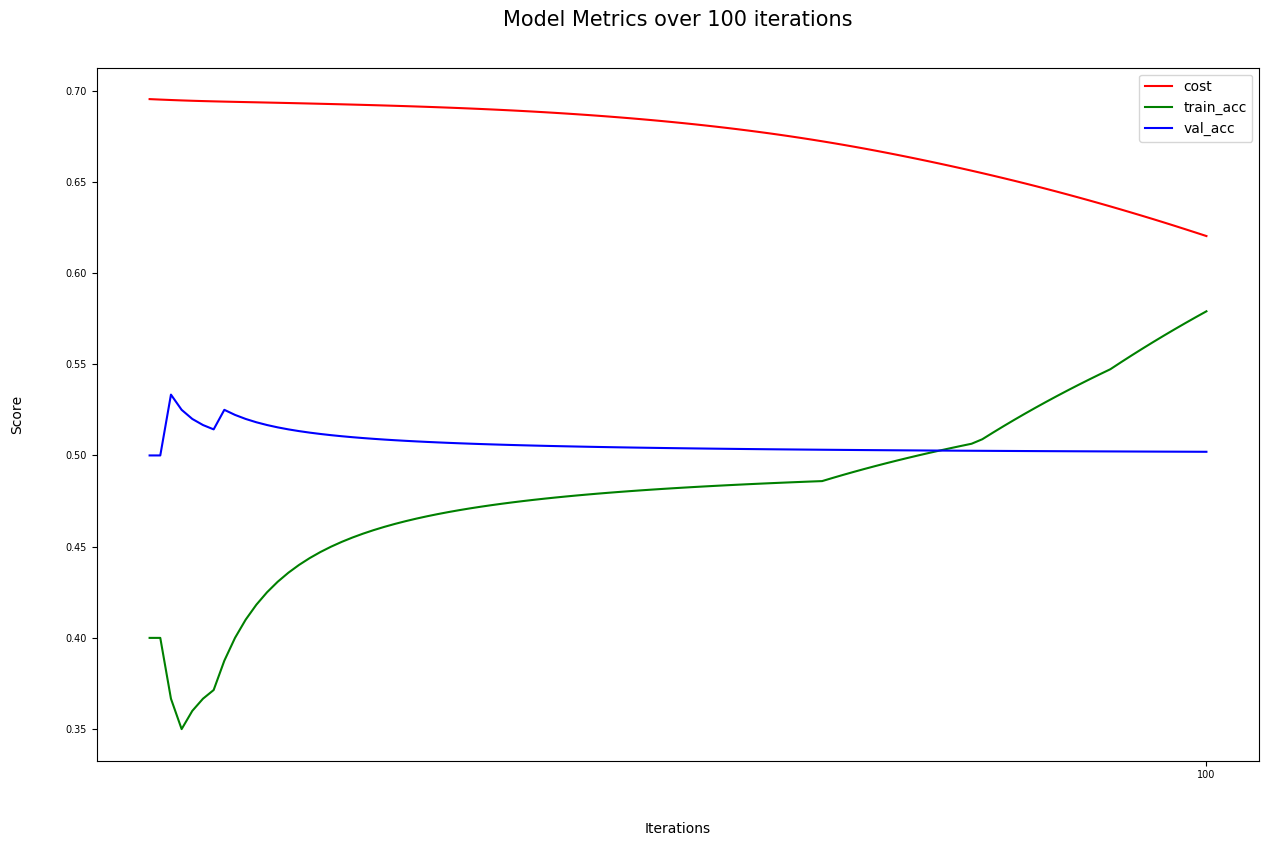 Model Metrics over 100 iterations
cost
train_acc
val_acc
0.70
0.65
0.60
0.55
0.50
0.45
0.40
0.35
Score
100
Iterations